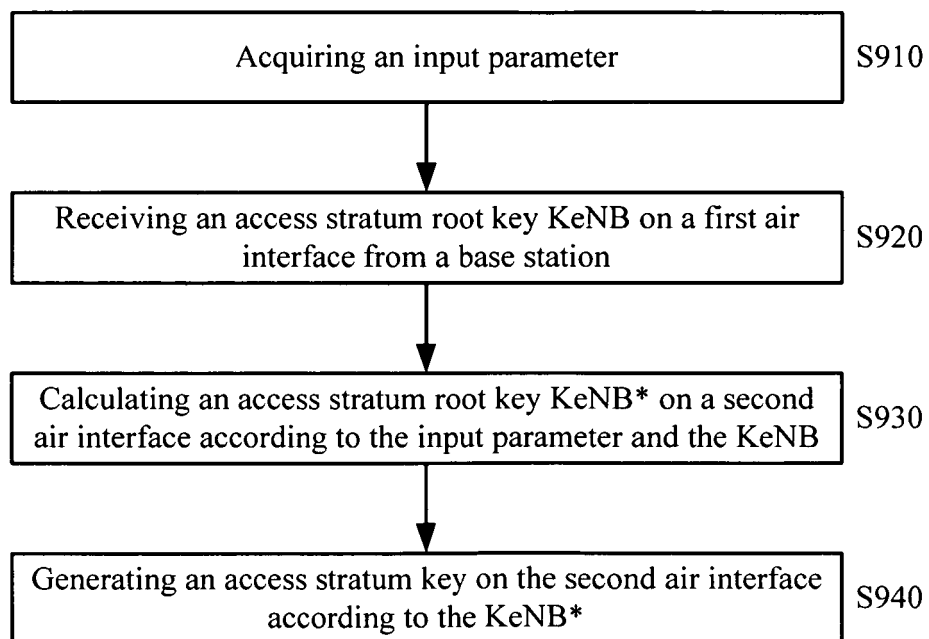 Acquiring an input parameter
S910
Receiving an access stratum root key KeNB on a first air
interface from a base station
S920
Calculating an access stratum root key KeNB* on a second
air interface according to the input parameter and the KeNB
S930
Generating an access stratum key on the second air interface
according to the KeNB*
S940